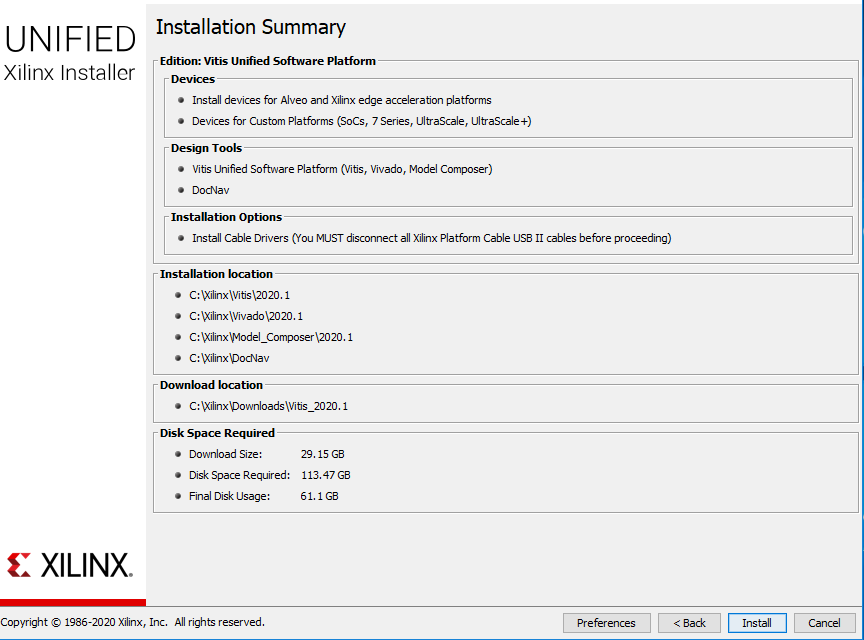 UNIFIED
Xilinx Installer
Installation Summary
Edition: Vitis Unified Software Platform
Devices
Install devices for Alveo and Xilinx edge acceleration platforms
Devices for Custom Platforms (SoCs, 7 Series, UltraScale, UltraScale+)
Design Tools
Vitis Unified Software Platform (Vitis, Vivado, Model Composer)
DocNav
Installation Options
Install Cable Drivers (You MUST disconnect all Xilinx Platform Cable USB II cables before proceeding)
Installation location
C:\Xilinx\Vitis\2020.1
C:\Xilinx\Vivado\2020.1
C:\Xilinx\Model_Composer\2020.1
C:\Xilinx\DocNav
Download location
C:\Xilinx\Downloads\Vitis_2020.1
Disk Space Required
Download Size: 29.15 GB
Disk Space Required: 113.47 GB
Final Disk Usage: 61.1 GB
XILINX.
Copyright © 1986-2020 Xilinx, Inc. All rights reserved.
Preferences < Back Install Cancel